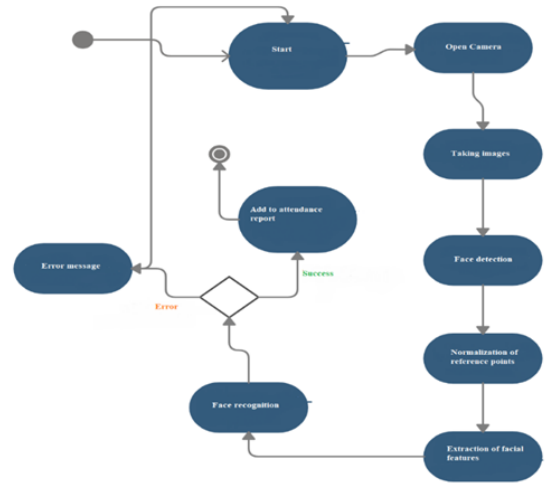 Start
Open Camera
Taking images
Add to attendance
report
Face detection
Error message
Success
Error
Normalization of
reference points
Face recognition
Extraction of facial
features